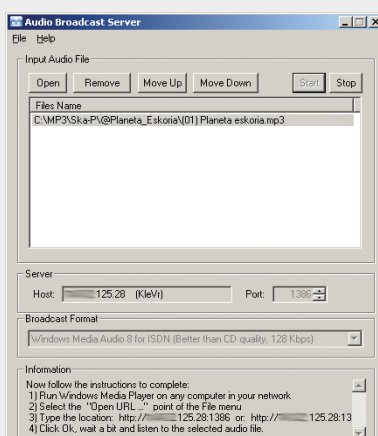 Audio Broadcast Server
File Help
Input Audio File
Open Remove Move Up Move Down Start Stop
Files Name
C:\MP3\Ska-P\@Planeta_Eskoria\(01) Planeta eskoria.mp3
Server
Host: .125.28 (KleVr) Port: 1386
Broadcast Format
Windows Media Audio 8 for ISDN (Better than CD quality, 128 Kbps)
Information
Now follow the instructions to complete:
1) Run Windows Media Player on any computer in your network
2) Select the "Open URL ..." point of the File menu
3) Type the location: http:// .125.28:1386 or: http:// .125.28:13
4) Click Ok, wait a bit and listen to the selected audio file.